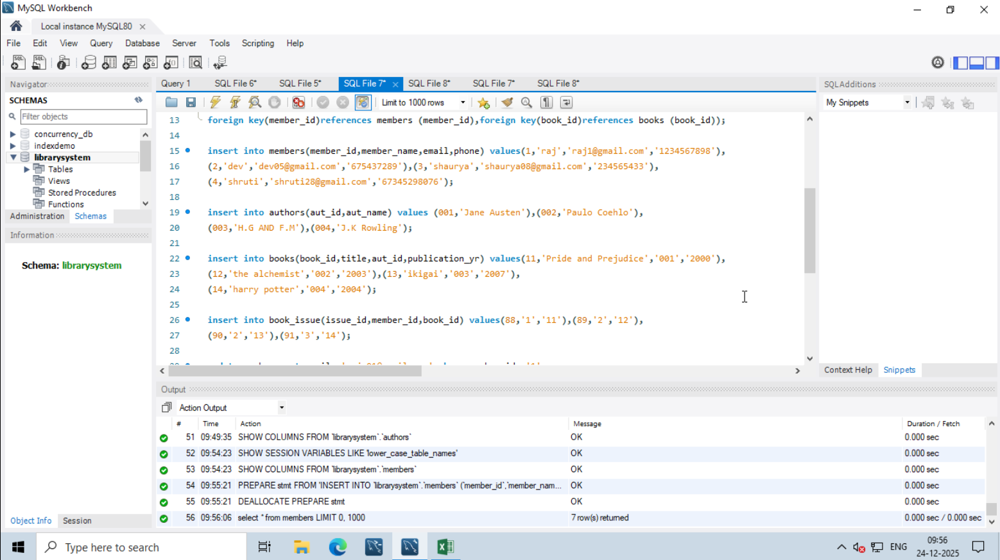 MySQL Workbench
Local instance MySQL80
File Edit View Query Database Server Tools Scripting Help
Navigator
SCHEMAS
Filter objects
concurrency_db
indexdemo
librarysystem
Tables
Views
Stored Procedures
Functions
Administration Schemas
Information
Schema: librarysystem
Object Info Session
Query 1 SQL File 6* SQL File 5* SQL File 7* SQL File 8* SQL File 7* SQL File 8*
Limit to 1000 rows
13 foreign key(member_id)references members (member_id),foreign key(book_id)references books (book_id));
14
15 insert into members(member_id,member_name,email,phone) values(1,'raj','raj1@gmail.com','1234567898'),
16 (2,'dev','dev05@gmail.com','675437289'),(3,'shaurya','shaurya08@gmail.com','234565433'),
17 (4,'shruti','shruti28@gmail.com','67345298076');
18
19 insert into authors(aut_id,aut_name) values (001,'Jane Austen'),(002,'Paulo Coehlo'),
20 (003,'H.G AND F.M'),(004,'J.K Rowling');
21
22 insert into books(book_id,title,aut_id,publication_yr) values(11,'Pride and Prejudice','001','2000'),
23 (12,'the alchemist','002','2003'),(13,'ikigai','003','2007'),
24 (14,'harry potter','004','2004');
25
26 insert into book_issue(issue_id,member_id,book_id) values(88,'1','11'),(89,'2','12'),
27 (90,'2','13'),(91,'3','14');
28
SQLAdditions
My Snippets
Context Help Snippets
Output
Action Output
# Time Action Message Duration / Fetch
51 09:49:35 SHOW COLUMNS FROM `librarysystem`.`authors` OK 0.000 sec
52 09:54:23 SHOW SESSION VARIABLES LIKE 'lower_case_table_names' OK 0.000 sec
53 09:54:23 SHOW COLUMNS FROM `librarysystem`.`members` OK 0.000 sec
54 09:55:21 PREPARE stmt FROM 'INSERT INTO `librarysystem`.`members` (`member_id`,`member_nam... OK 0.000 sec
55 09:55:21 DEALLOCATE PREPARE stmt OK 0.000 sec
56 09:56:06 select * from members LIMIT 0, 1000 7 row(s) returned 0.000 sec / 0.000 sec
Type here to search
ENG
09:56
24-12-2025